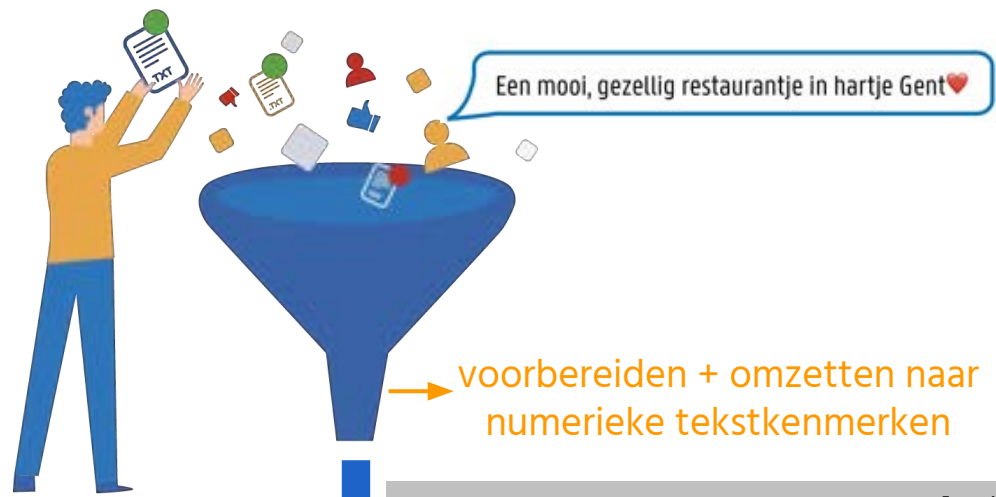 .TXT
.TXT
Een mooi, gezellig restaurantje in hartje Gent❤
voorbereiden + omzetten naar
numerieke tekstkenmerken